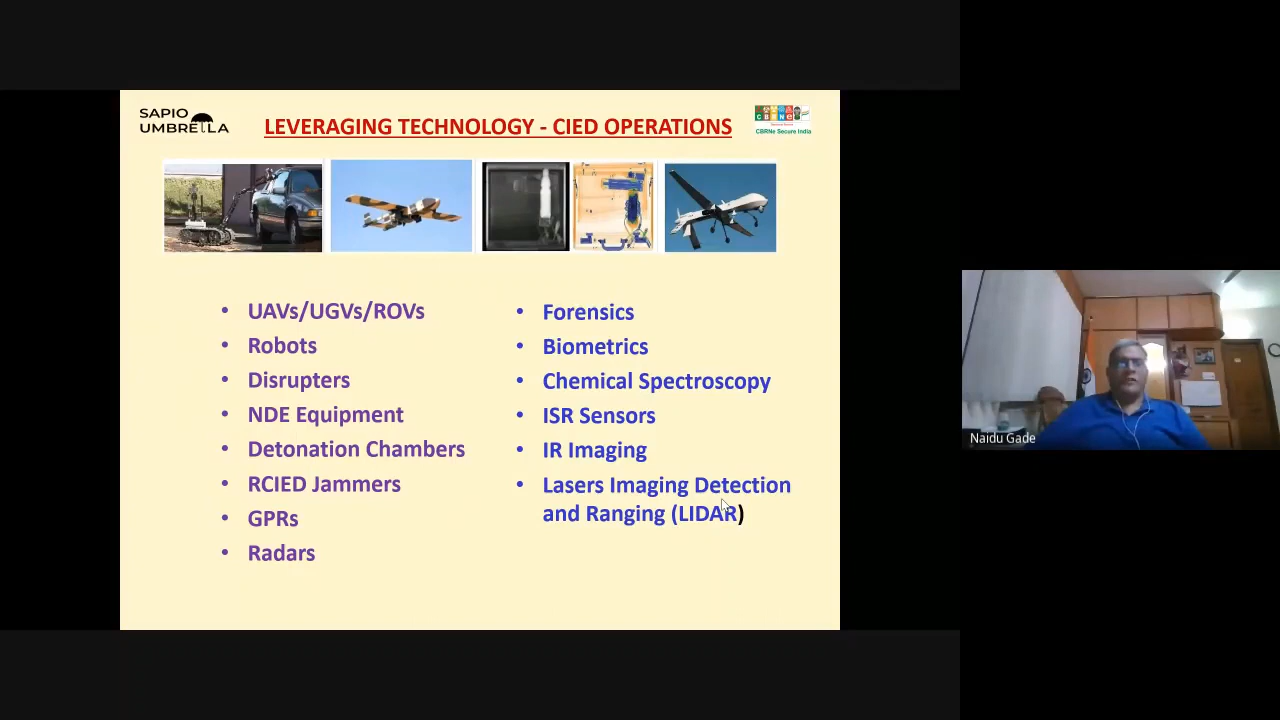 SAPIO
UMBRELLA
LEVERAGING TECHNOLOGY - CIED OPERATIONS
CBRNe
CBRNe Secure India
• UAVs/UGVs/ROVs
• Robots
• Disrupters
• NDE Equipment
• Detonation Chambers
• RCIED Jammers
• GPRs
• Radars
• Forensics
• Biometrics
• Chemical Spectroscopy
• ISR Sensors
• IR Imaging
• Lasers Imaging Detection
and Ranging (LIDAR)
Naidu Gade